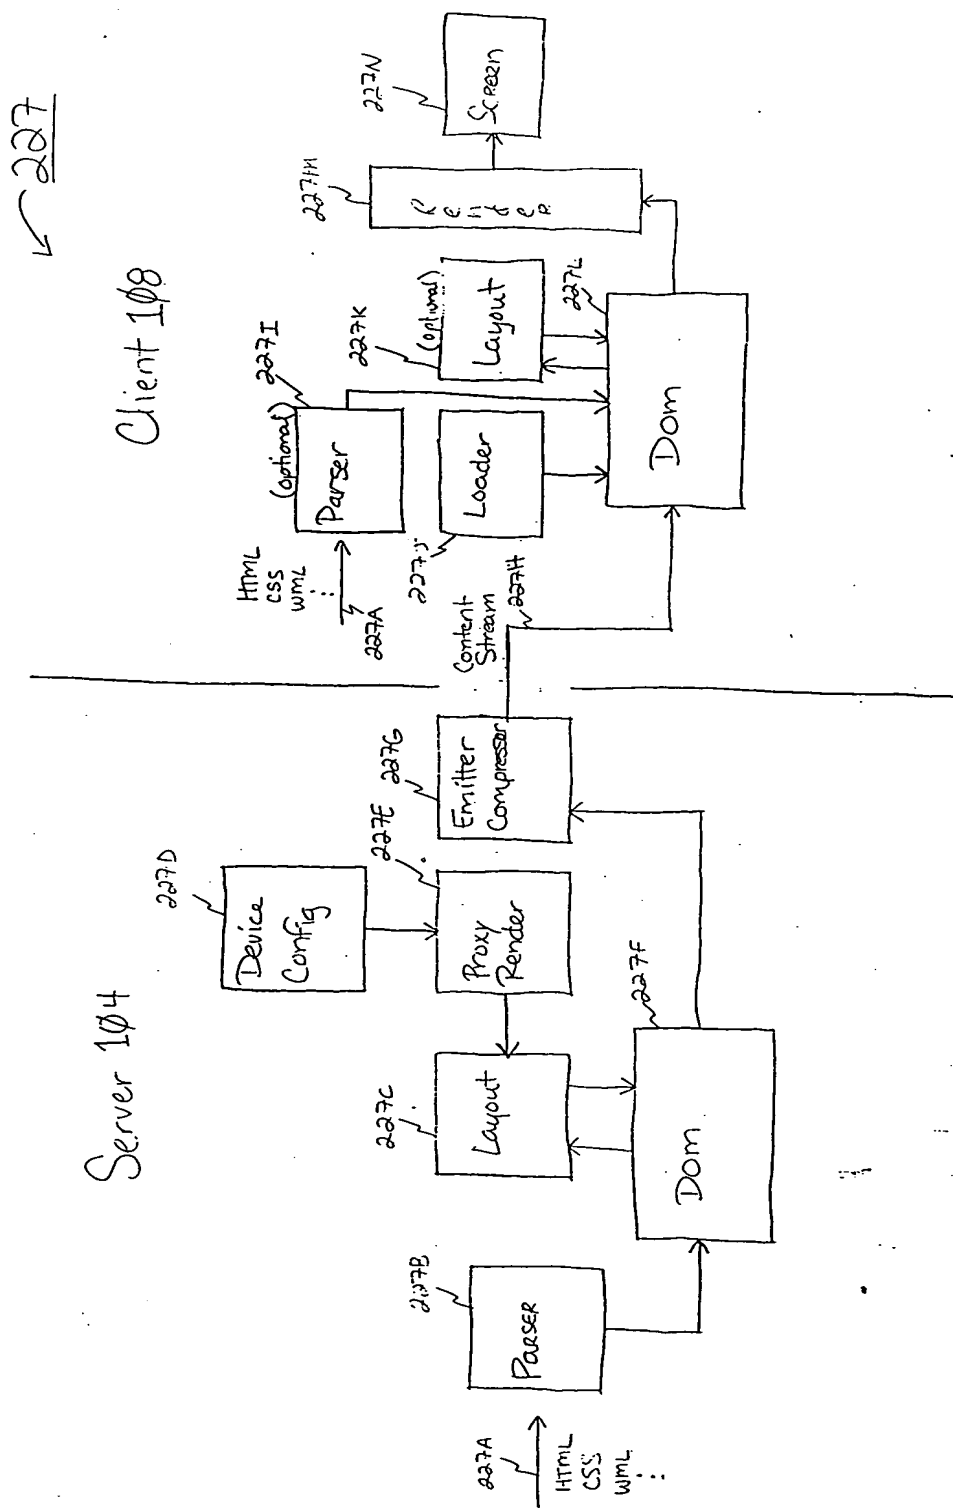 227
Server 104
Client 108
227A
HTML
CSS
WML
⋮
227B
PARSER
227C
Layout
227D
Device
Config
227E
Proxy
Render
227F
Dom
227G
Emitter
Compressor
Content
Stream
227H
HTML
CSS
WML
⋮
227A
(optional)
227I
Parser
227J
Loader
227K
(optional)
Layout
227L
Dom
227M
Render
227N
Screen